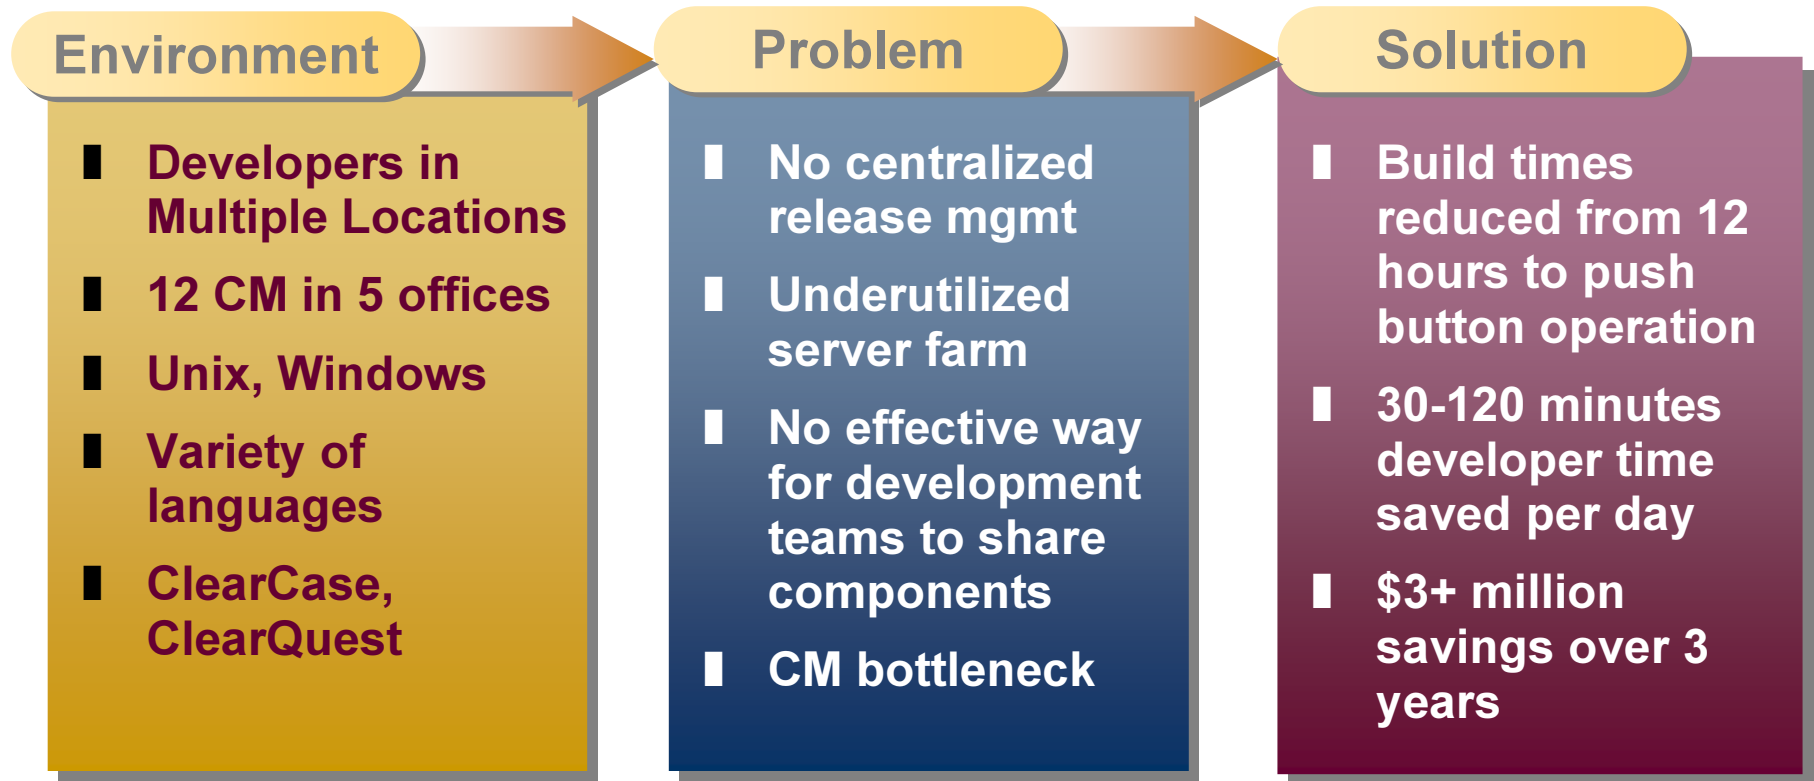 Environment
Developers in
Multiple Locations
12 CM in 5 offices
Unix, Windows
Variety of
languages
ClearCase,
ClearQuest
Problem
No centralized
release mgmt
Underutilized
server farm
No effective way
for development
teams to share
components
CM bottleneck
Solution
Build times
reduced from 12
hours to push
button operation
30-120 minutes
developer time
saved per day
$3+ million
savings over 3
years